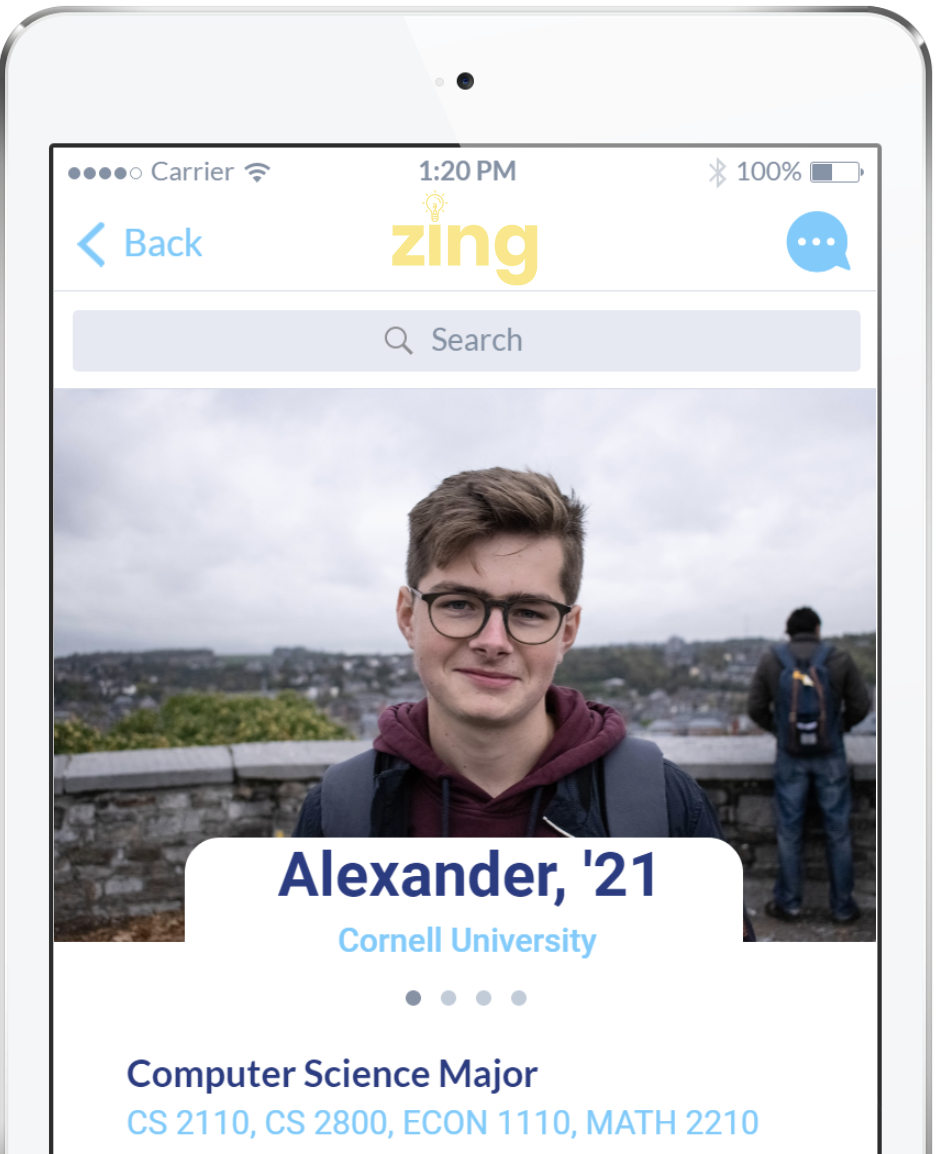 Carrier 1:20 PM 100%
Back zing
Search
Alexander, '21
Cornell University
Computer Science Major
CS 2110, CS 2800, ECON 1110, MATH 2210